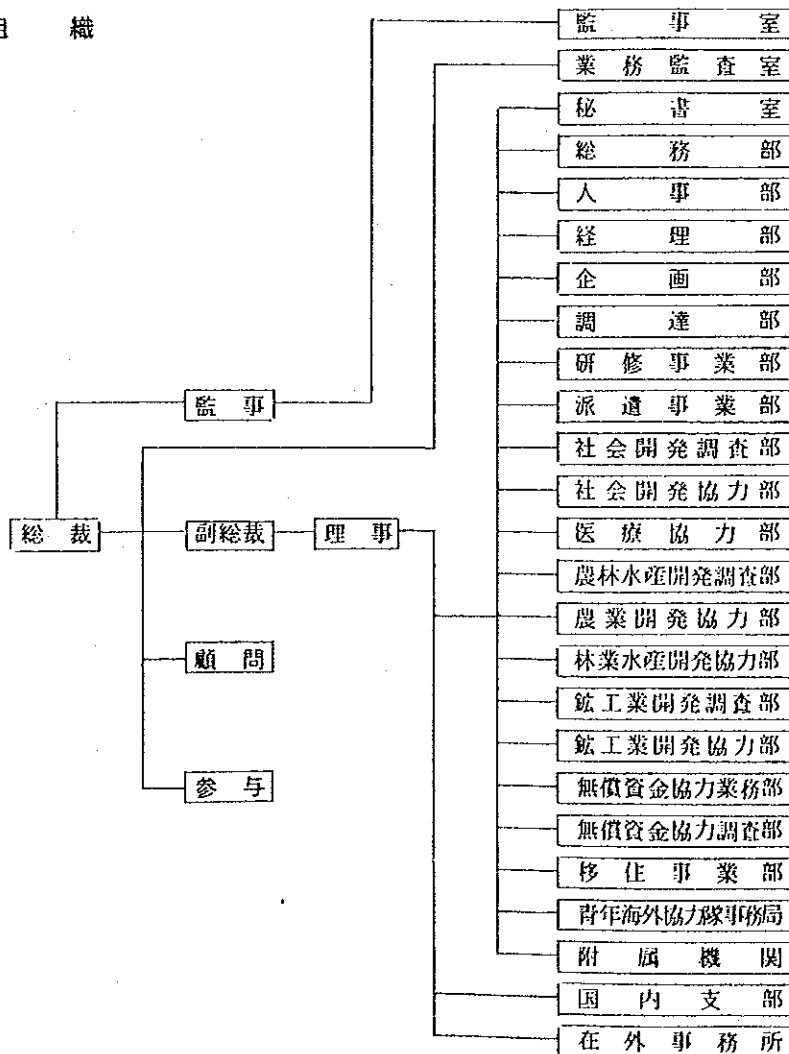 組織
監事室
業務監査室
秘書室
総務部
人事部
経理部
企画部
調達部
研修事業部
監事
派遣事業部
社会開発調査部
社会開発協力部
総裁
副総裁
理事
医療協力部
農林水産開発調査部
農業開発協力部
顧問
林業水産開発協力部
鉱工業開発調査部
鉱工業開発協力部
参与
無償資金協力業務部
無償資金協力調査部
移住事業部
青年海外協力隊事務局
附属機関
国内支部
在外事務所